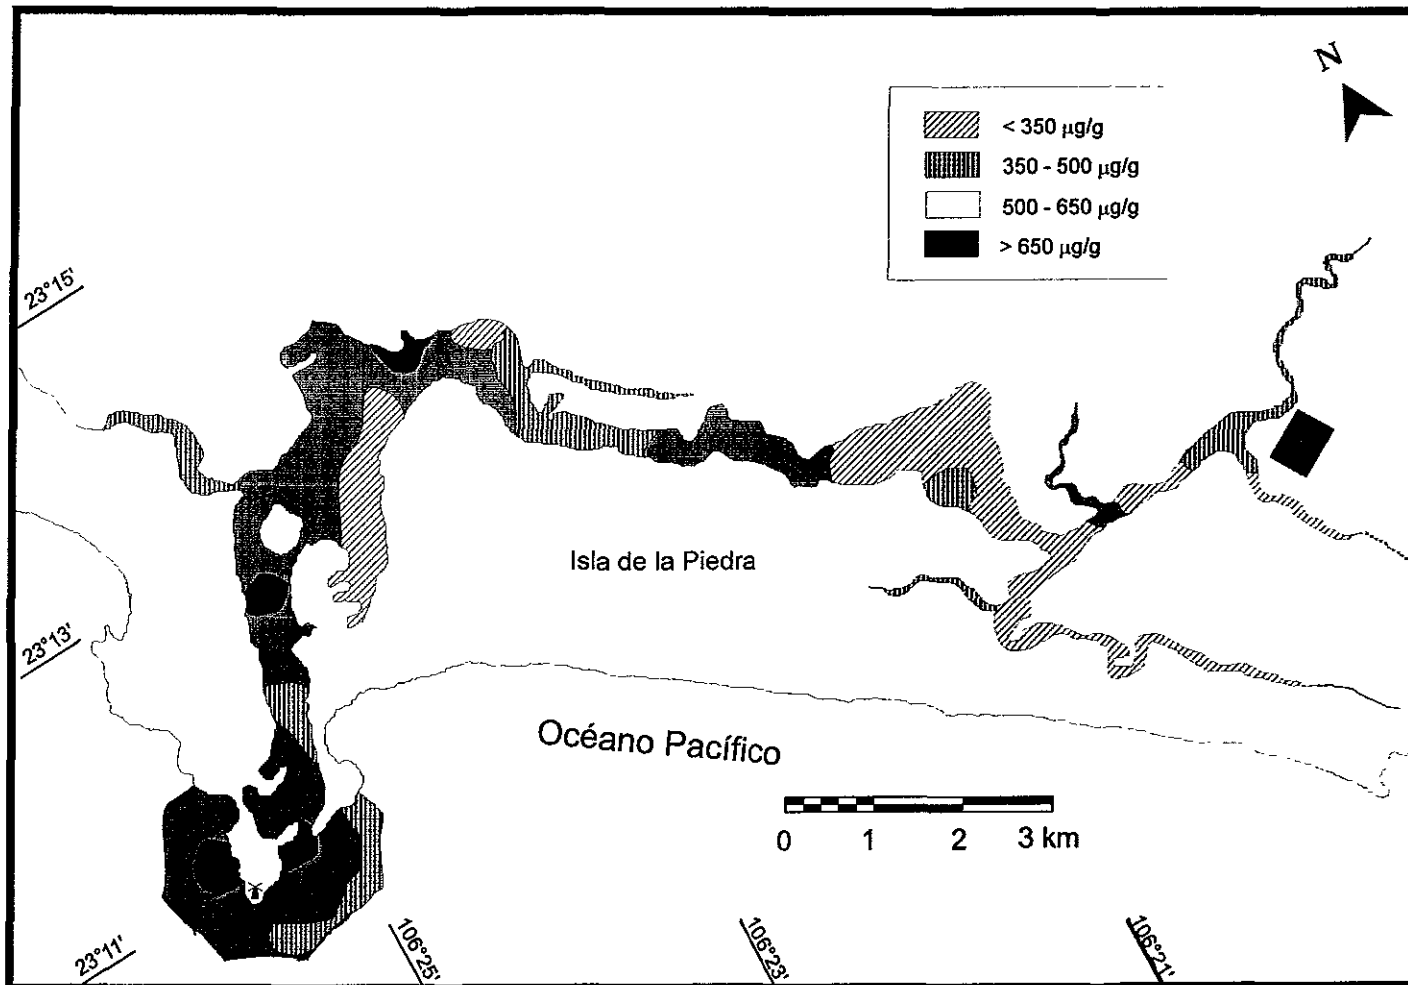 N
< 350 µg/g
350 - 500 µg/g
500 - 650 µg/g
> 650 µg/g
23°15'
Isla de la Piedra
23°13'
Océano Pacífico
0 1 2 3 km
23°11'
106°25'
106°23'
106°21'